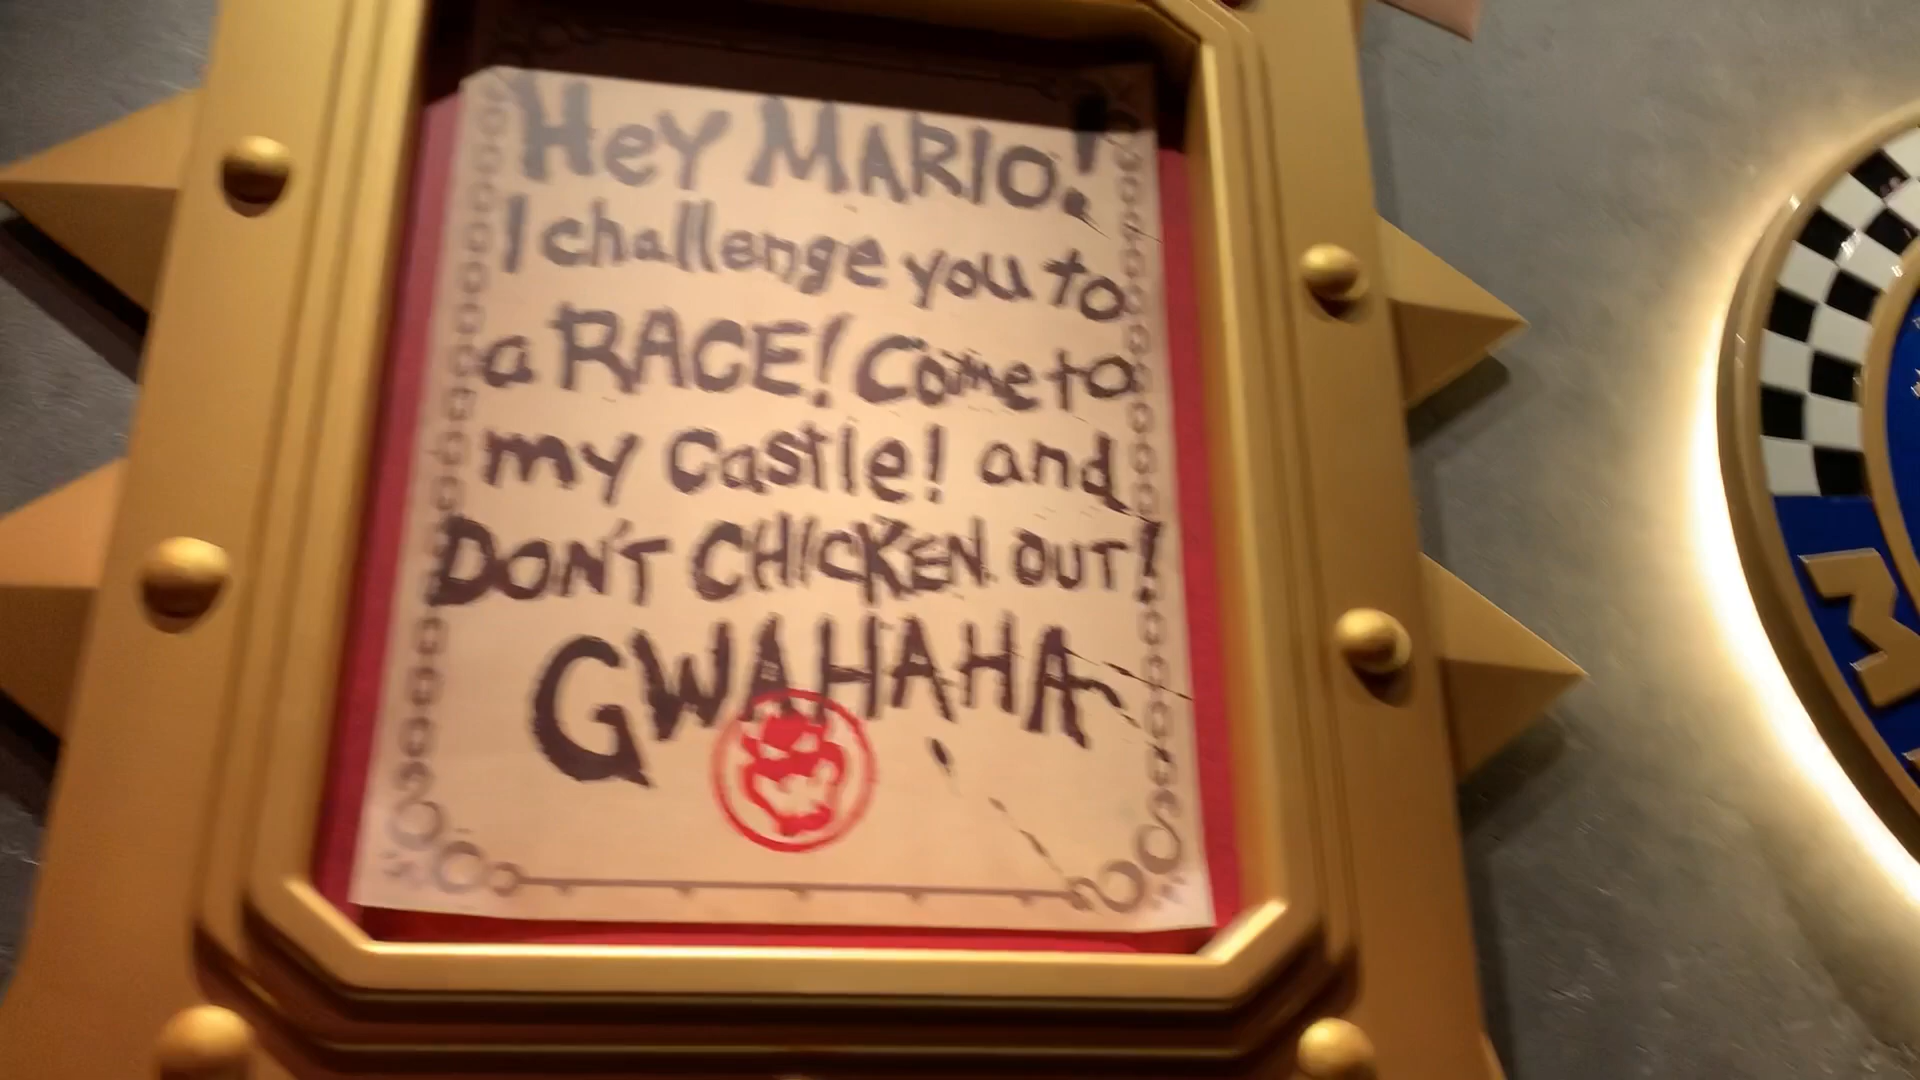 HeY MARIO!
I challenge you to
a RACE! Come to
my Castle! and
DON'T CHICKEN OUT!
GWAHAHA
M